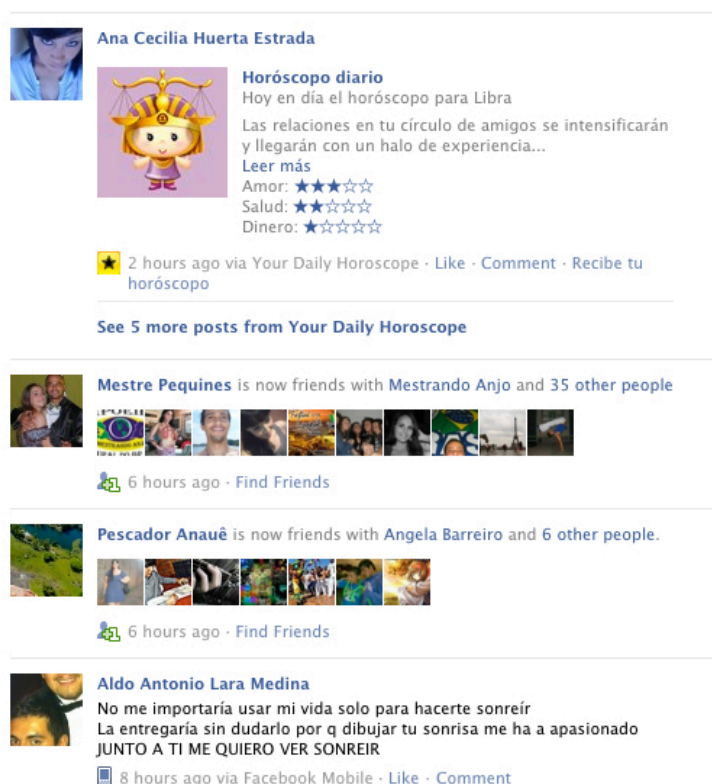 Ana Cecilia Huerta Estrada
Horóscopo diario
Hoy en día el horóscopo para Libra
Las relaciones en tu círculo de amigos se intensificarán
y llegarán con un halo de experiencia...
Leer más
Amor: ★★★☆☆
Salud: ★★☆☆☆
Dinero: ★☆☆☆☆
2 hours ago via Your Daily Horoscope · Like · Comment · Recibe tu
horóscopo
See 5 more posts from Your Daily Horoscope
Mestre Pequines is now friends with Mestrando Anjo and 35 other people
6 hours ago · Find Friends
Pescador Anauê is now friends with Angela Barreiro and 6 other people.
6 hours ago · Find Friends
Aldo Antonio Lara Medina
No me importaría usar mi vida solo para hacerte sonreír
La entregaría sin dudarlo por q dibujar tu sonrisa me ha a apasionado
JUNTO A TI ME QUIERO VER SONREIR
8 hours ago via Facebook Mobile · Like · Comment